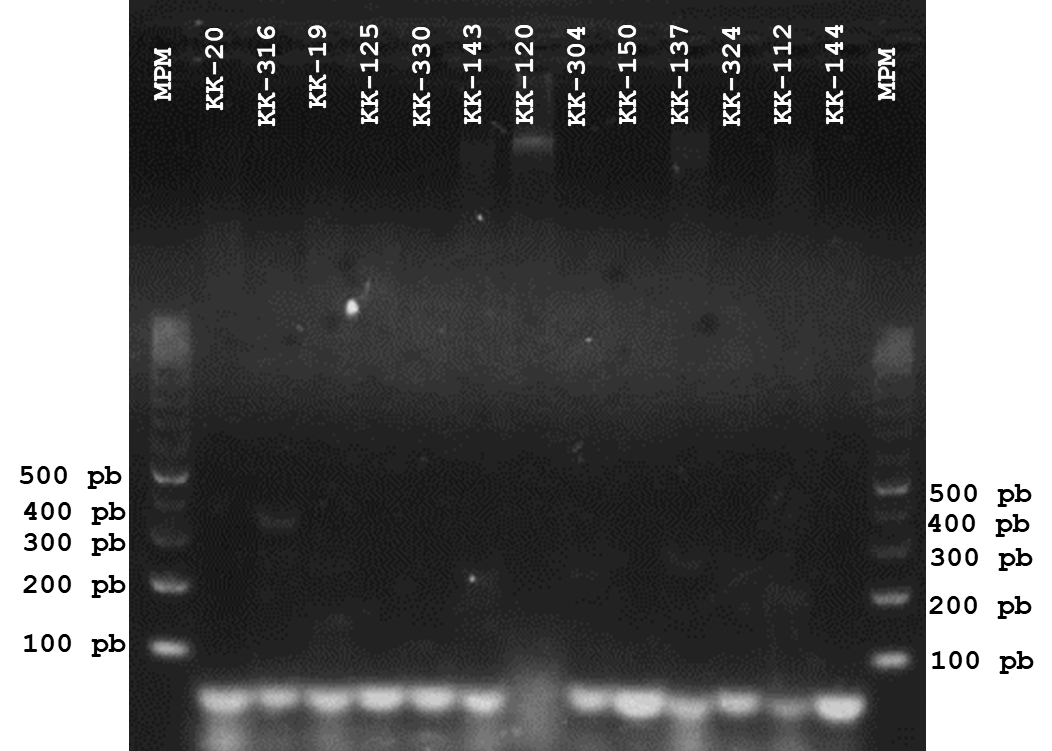 MPM
KK-20
KK-316
KK-19
KK-125
KK-330
KK-143
KK-120
KK-304
KK-150
KK-137
KK-324
KK-112
KK-144
MPM
500 pb
400 pb
300 pb
200 pb
100 pb
500 pb
400 pb
300 pb
200 pb
100 pb